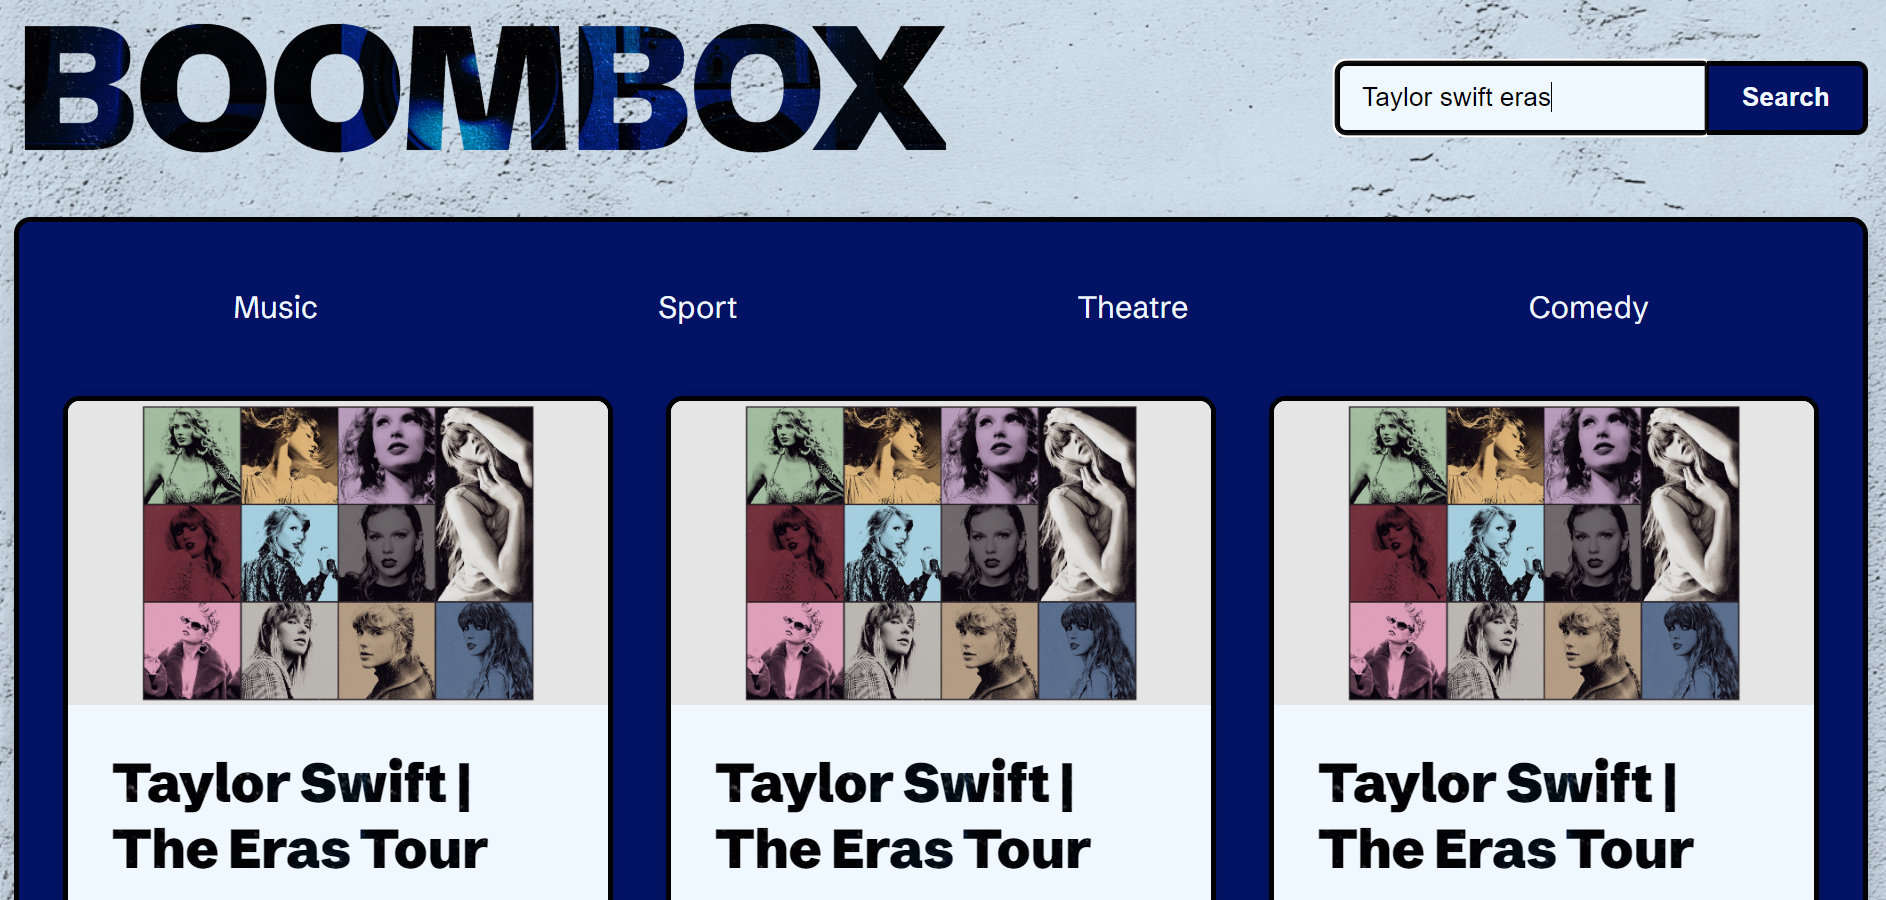 BOOMBOX
Taylor swift eras
Search
Music
Sport
Theatre
Comedy
Taylor Swift |
The Eras Tour
Taylor Swift |
The Eras Tour
Taylor Swift |
The Eras Tour